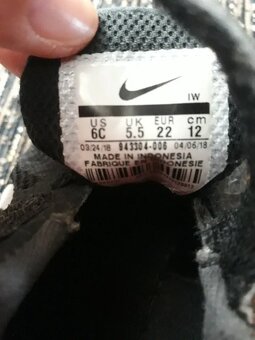 IW
US UK EUR cm
6C 5.5 22 12
03/24/18 943304-006 04/06/18
MADE IN INDONESIA
FABRIQUE EN INDONESIE